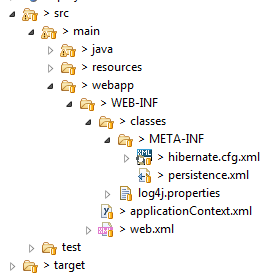 > src
> main
> java
> resources
> webapp
> WEB-INF
> classes
> META-INF
> hibernate.cfg.xml
> persistence.xml
log4j.properties
> applicationContext.xml
> web.xml
test
> target